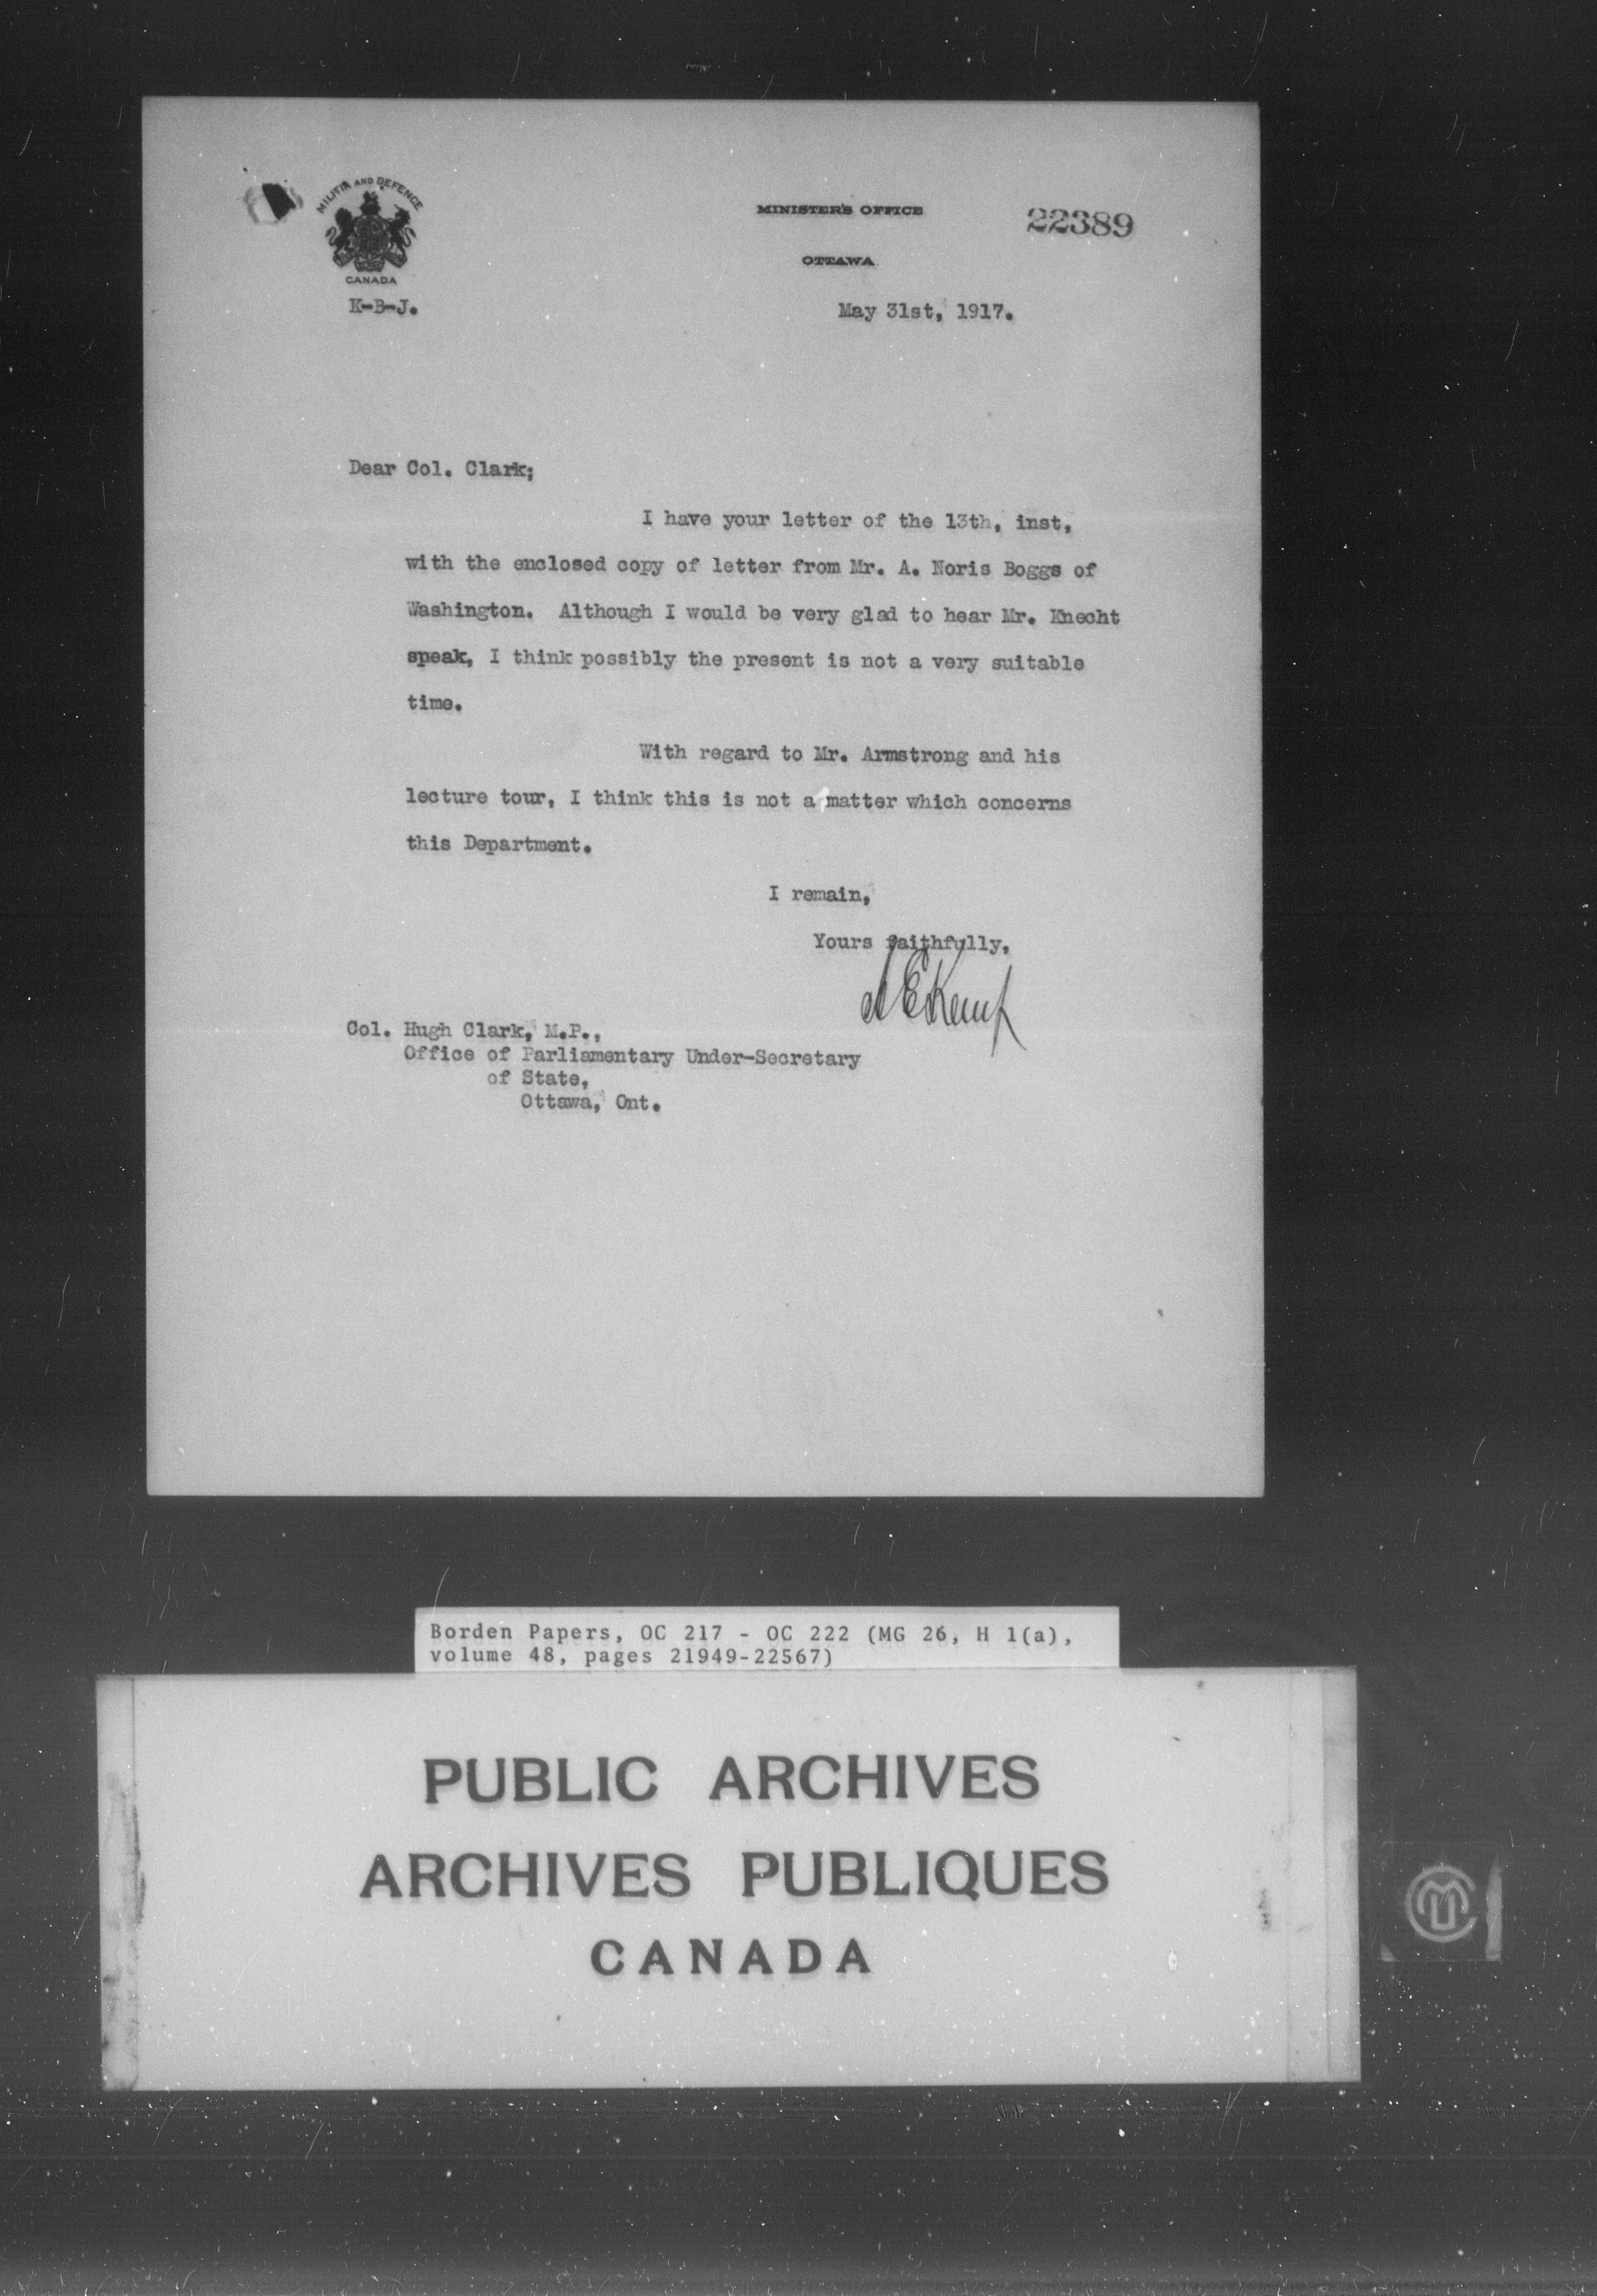 MILITIA AND DEFENCE
CANADA
K-B-J.
MINISTER'S OFFICE
22389
OTTAWA
May 31st, 1917.
Dear Col. Clark;
I have your letter of the 13th, inst,
with the enclosed copy of letter from Mr. A. Noris Boggs of
Washington. Although I would be very glad to hear Mr. Knecht
speak, I think possibly the present is not a very suitable
time.
With regard to Mr. Armstrong and his
lecture tour, I think this is not a matter which concerns
this Department.
I remain,
Yours faithfully,
A E Kemp
Col. Hugh Clark, M.P.,
Office of Parliamentary Under-Secretary
of State,
Ottawa, Ont.
Borden Papers, OC 217 - OC 222 (MG 26, H 1(a),
volume 48, pages 21949-22567)
PUBLIC ARCHIVES
ARCHIVES PUBLIQUES
CANADA